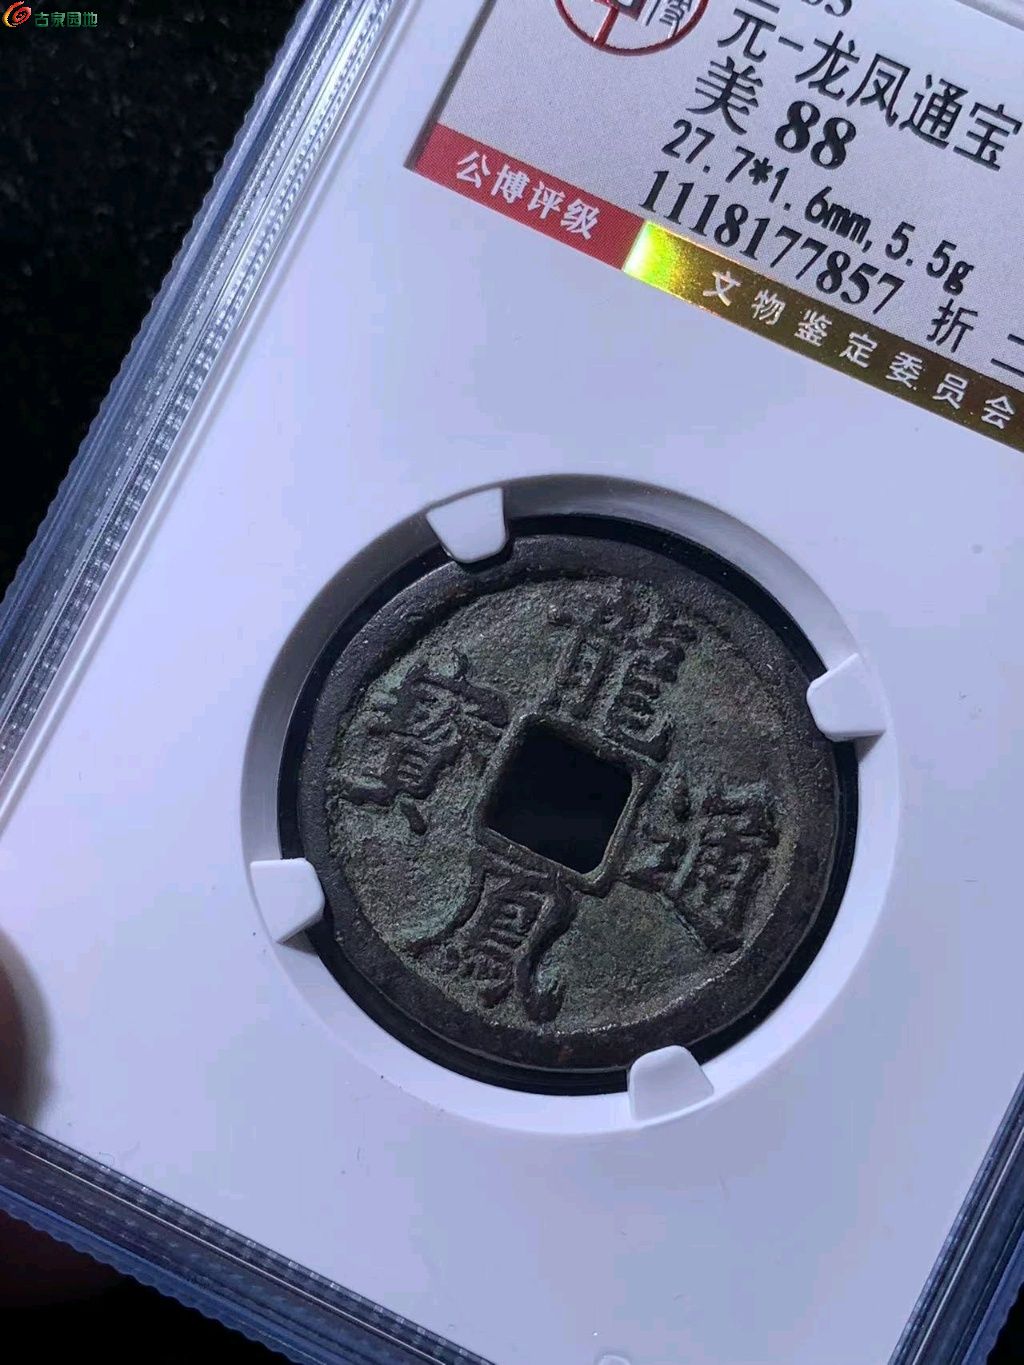 古泉园地
元-龙凤通宝
美 88
27.7*1.6mm,5.5g
1118177857 折二
公博评级
文物鉴定委员会
龍鳳通寶